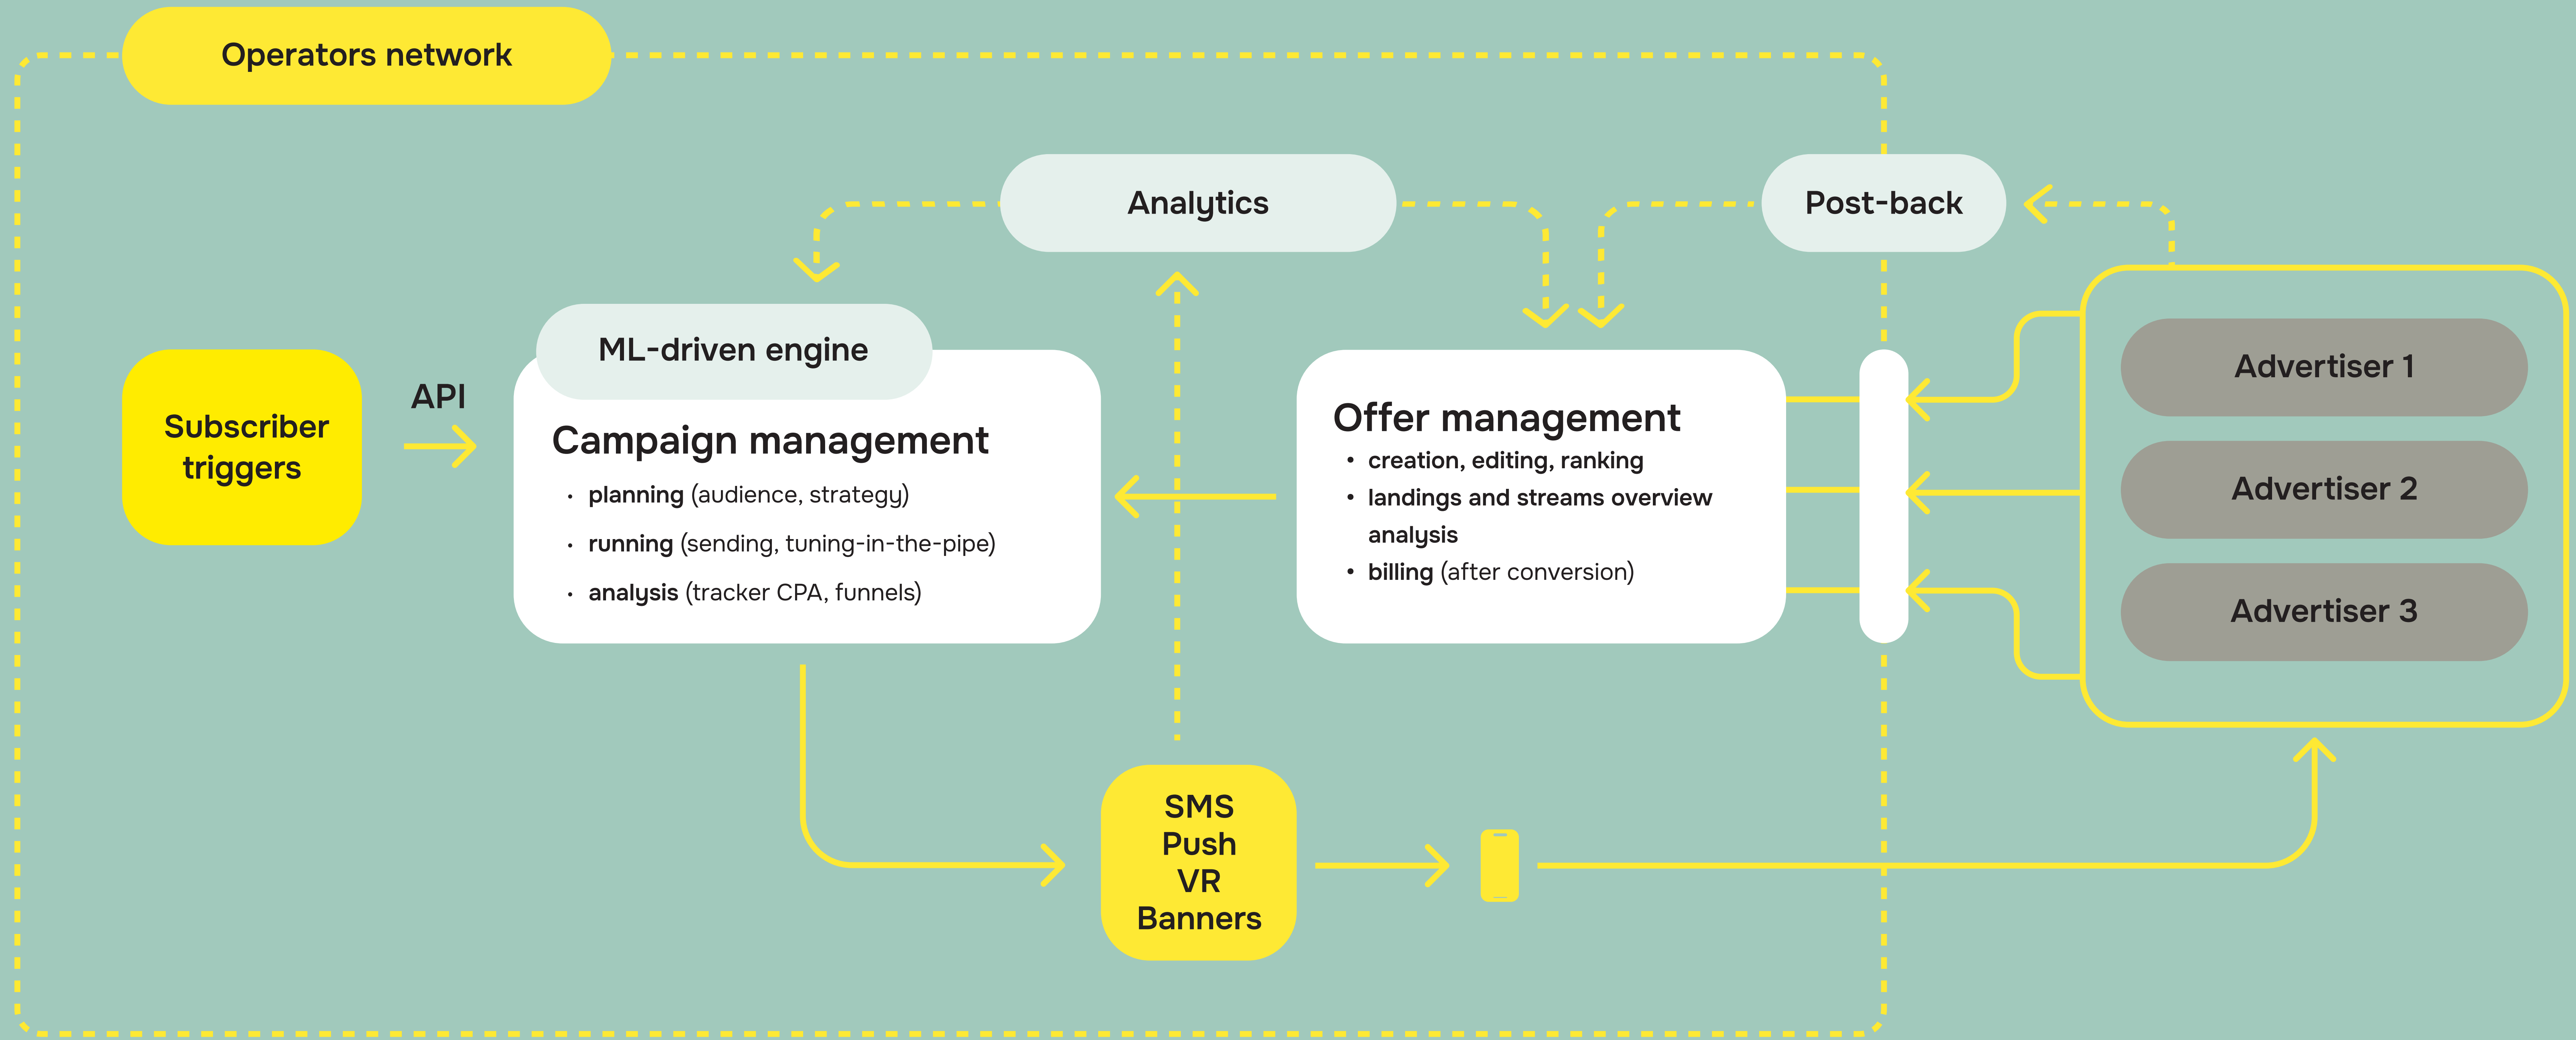 Operators network
Analytics
Post-back
ML-driven engine
Subscriber
triggers
API
Campaign management
• planning (audience, strategy)
• running (sending, tuning-in-the-pipe)
• analysis (tracker CPA, funnels)
Offer management
• creation, editing, ranking
• landings and streams overview
analysis
• billing (after conversion)
Advertiser 1
Advertiser 2
Advertiser 3
SMS
Push
VR
Banners